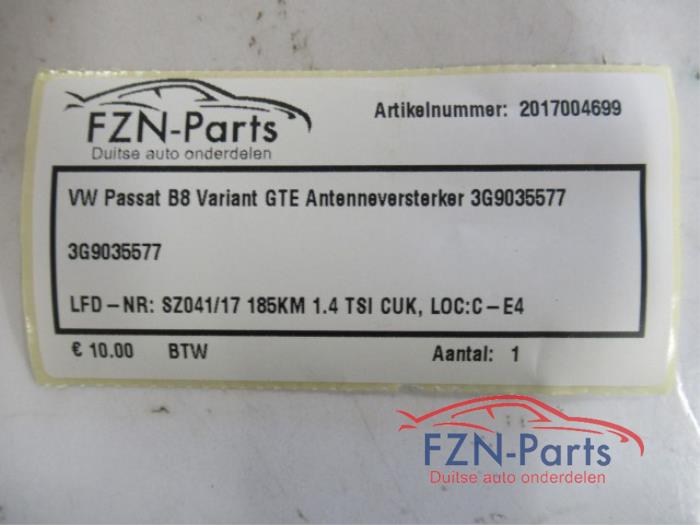 FZN-Parts
Duitse auto onderdelen
Artikelnummer: 2017004699
VW Passat B8 Variant GTE Antenneversterker 3G9035577
3G9035577
LFD-NR: SZ041/17 185KM 1.4 TSI CUK, LOC:C-E4
€ 10.00 BTW Aantal: 1
FZN-Parts
Duitse auto onderdelen